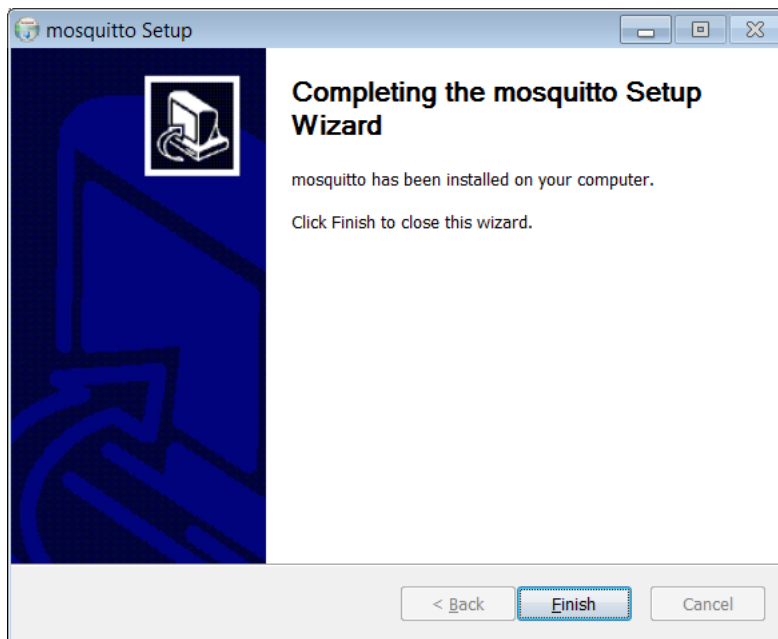 mosquitto Setup
Completing the mosquitto Setup
Wizard
mosquitto has been installed on your computer.
Click Finish to close this wizard.
< Back
Finish
Cancel